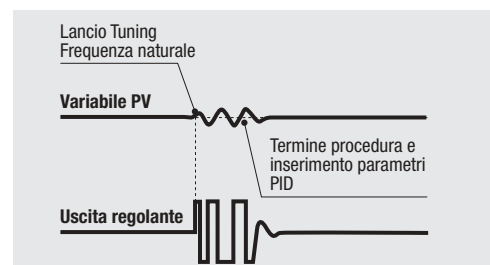 Lancio Tuning
Frequenza naturale
Variabile PV
Termine procedura e
inserimento parametri
PID
Uscita regolante